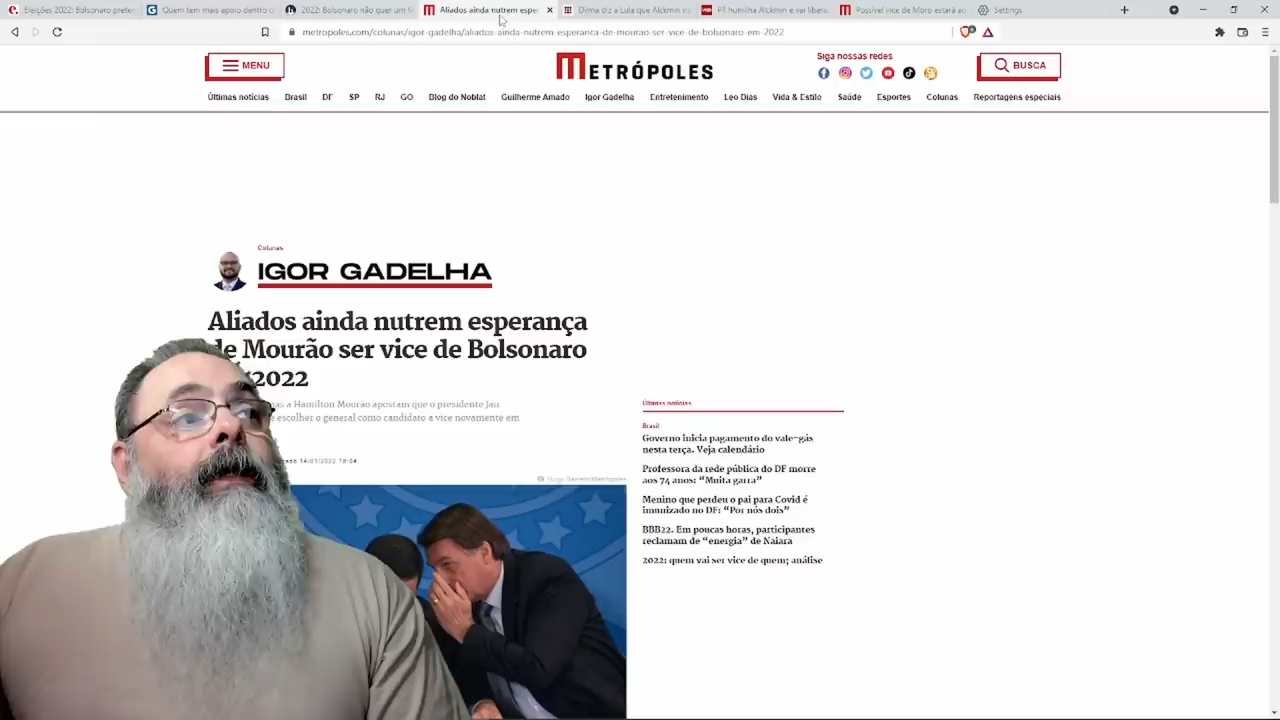 Eleições 2022: Bolsonaro preten
Quem tem mais apoio dentro o
2022: Bolsonaro não quer um M
Aliados ainda nutrem esper
Dilma diz a Lula que Alckmin
PT humilha Alckmin e vai libera
Possível vice de Moro estará ao
Settings
metropoles.com/colunas/igor-gadelha/aliados-ainda-nutrem-esperanca-de-mourao-ser-vice-de-bolsonaro-em-2022
MENU
METRÓPOLES
Siga nossas redes
BUSCA
Últimas notícias Brasil DF SP RJ GO Blog do Noblat Guilherme Amado Igor Gadelha Entretenimento Leo Dias Vida & Estilo Saúde Esportes Colunas Reportagens especiais
Colunas
IGOR GADELHA
Aliados ainda nutrem esperança
de Mourão ser vice de Bolsonaro
2022
a Hamilton Mourão apostam que o presidente Jair
escolher o general como candidato a vice novamente em
14/01/2022 18:04
Últimas notícias
Brasil
Governo inicia pagamento do vale-gás
nesta terça. Veja calendário
Professora da rede pública do DF morre
aos 74 anos: “Muita garra”
Menino que perdeu o pai para Covid é
imunizado no DF: “Por nós dois”
BBB22. Em poucas horas, participantes
reclamam de “energia” de Naiara
2022: quem vai ser vice de quem; análise